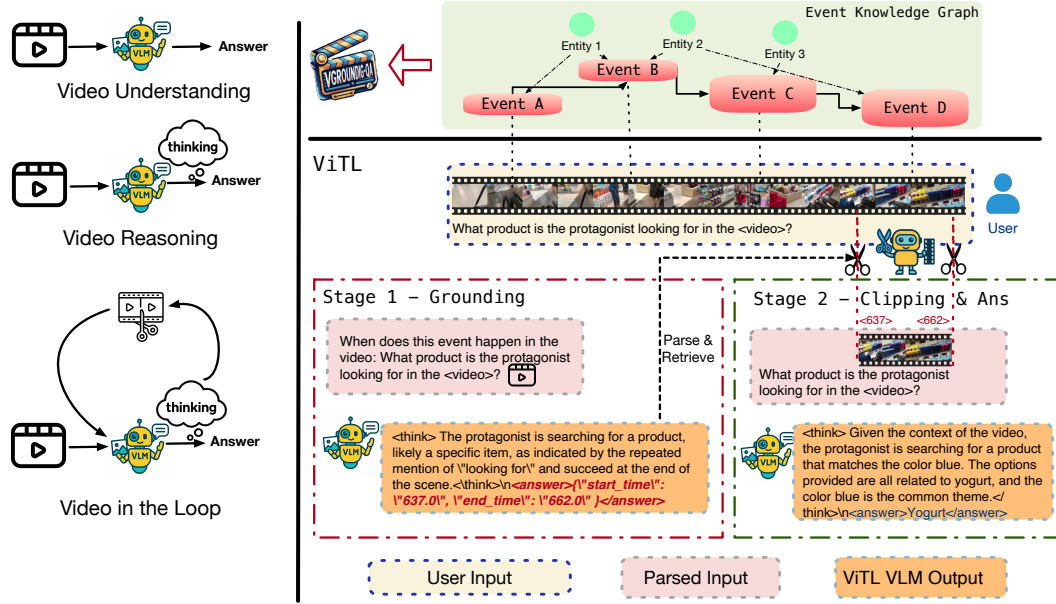 VLM
Answer
Video Understanding
thinking
VLM
Answer
Video Reasoning
thinking
VLM
Answer
Video in the Loop
VGROUNDIG-QA
Event Knowledge Graph
Entity 1
Entity 2
Entity 3
Event A
Event B
Event C
Event D
ViTL
What product is the protagonist looking for in the <video>?
User
Stage 1 – Grounding
When does this event happen in the
video: What product is the protagonist
looking for in the <video>?
Parse &
Retrieve
VLM
<think> The protagonist is searching for a product,
likely a specific item, as indicated by the repeated
mention of \"looking for\" and succeed at the end of
the scene.<\think>\n<answer>{\"start_time\":
\"637.0\", \"end_time\": \"662.0\" }</answer>
Stage 2 – Clipping & Ans
<637>
<662>
What product is the protagonist
looking for in the <video>?
VLM
<think> Given the context of the video,
the protagonist is searching for a product
that matches the color blue. The options
provided are all related to yogurt, and the
color blue is the common theme.</
think>\n<answer>Yogurt</answer>
User Input
Parsed Input
ViTL VLM Output